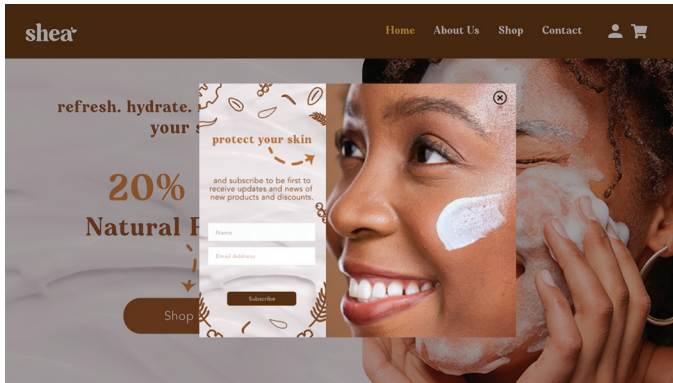 shea
Home About Us Shop Contact
refresh. hydrate.
your
20%
Natural
Shop
protect your skin
and subscribe to be first to
receive updates and news of
new products and discounts.
Name
Email Address
Subscribe